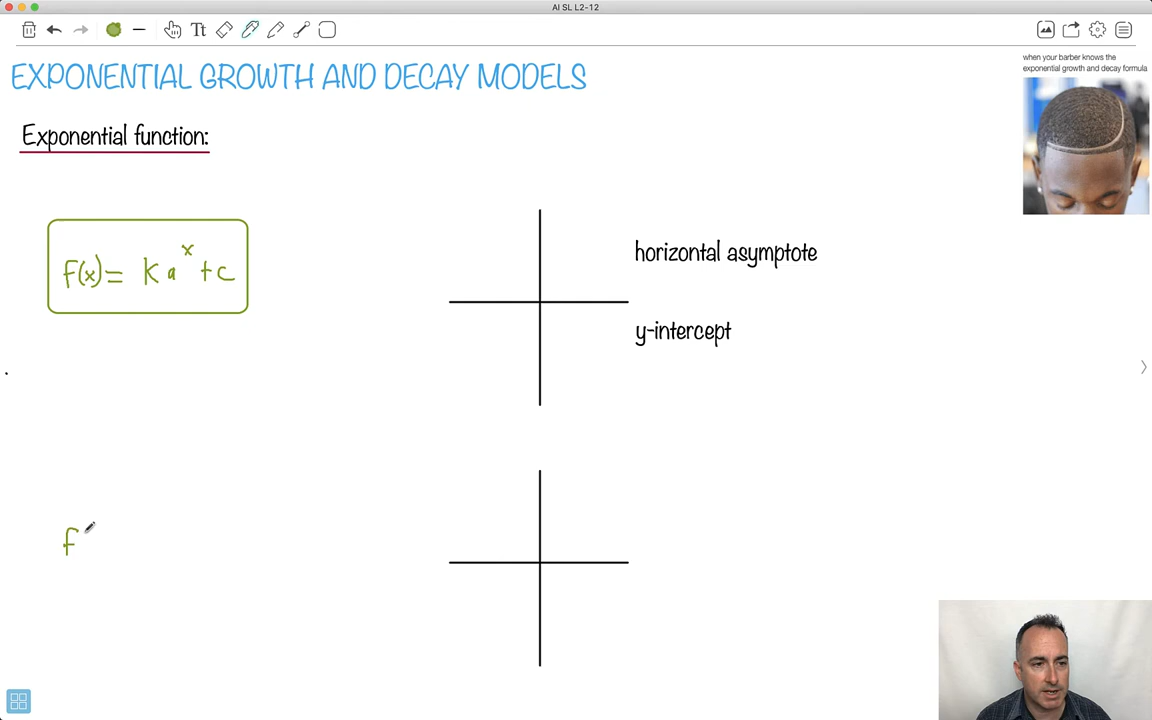 AI SL L2-12
Tt
EXPONENTIAL GROWTH AND DECAY MODELS
when your barber knows the
exponential growth and decay formula
Exponential function:
f(x) = k a^x + c
horizontal asymptote
y-intercept
f